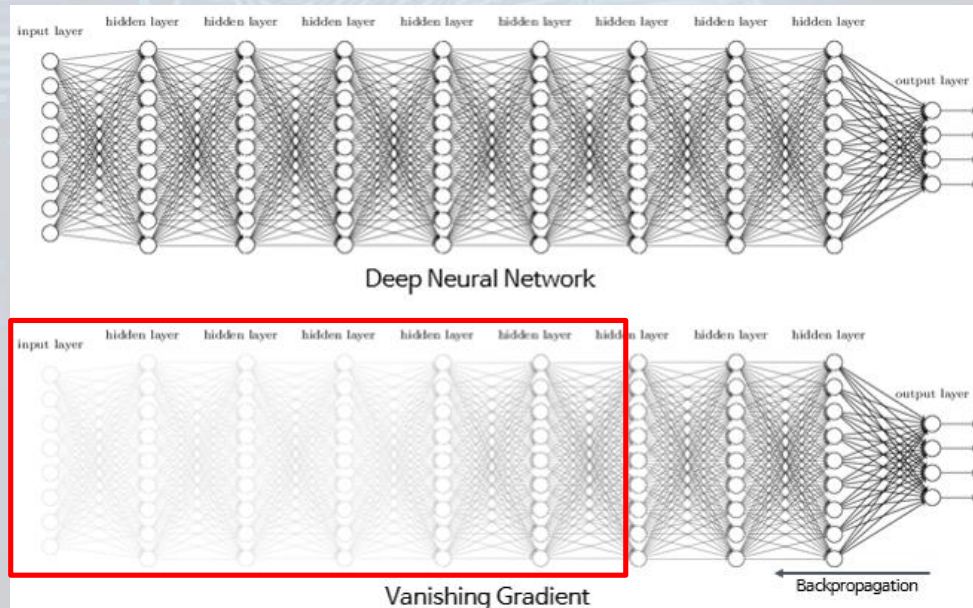 input layer
hidden layer hidden layer hidden layer hidden layer hidden layer hidden layer hidden layer hidden layer
output layer
Deep Neural Network
input layer
hidden layer hidden layer hidden layer hidden layer hidden layer hidden layer hidden layer hidden layer
output layer
Backpropagation
Vanishing Gradient